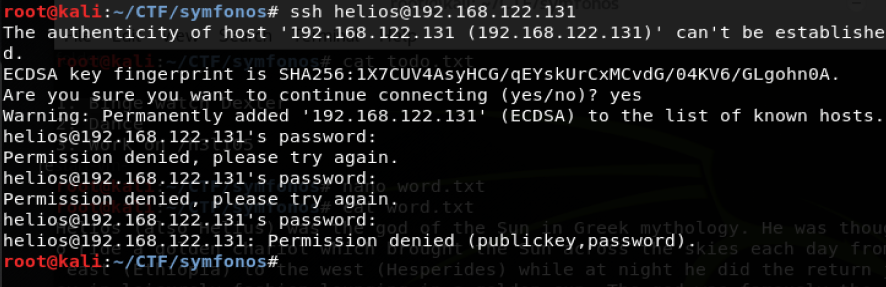 root@kali:~/CTF/symfonos# ssh helios@192.168.122.131
The authenticity of host '192.168.122.131 (192.168.122.131)' can't be establishe
d.
ECDSA key fingerprint is SHA256:1X7CUV4AsyHCG/qEYskUrCxMCvdG/04KV6/GLgohn0A.
Are you sure you want to continue connecting (yes/no)? yes
Warning: Permanently added '192.168.122.131' (ECDSA) to the list of known hosts.
helios@192.168.122.131's password:
Permission denied, please try again.
helios@192.168.122.131's password:
Permission denied, please try again.
helios@192.168.122.131's password:
helios@192.168.122.131: Permission denied (publickey,password).
root@kali:~/CTF/symfonos#